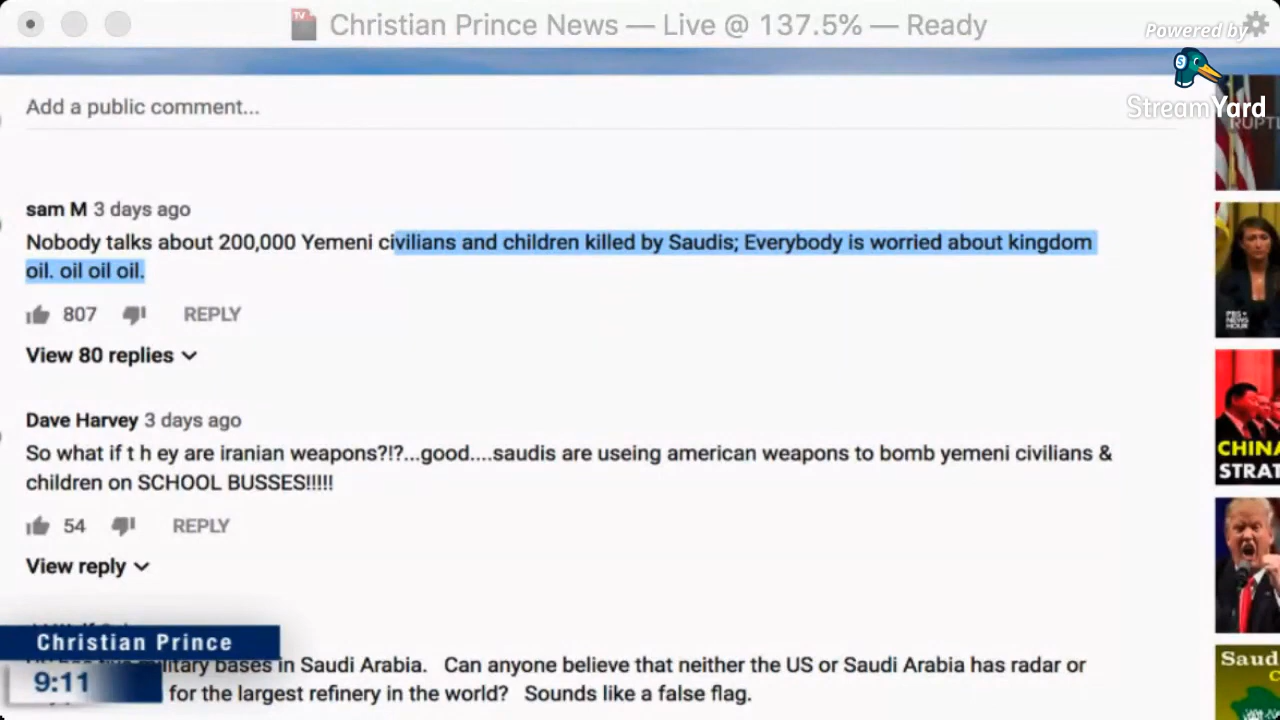 Christian Prince News — Live @ 137.5% — Ready
Powered by
StreamYard
Add a public comment...
sam M 3 days ago
Nobody talks about 200,000 Yemeni civilians and children killed by Saudis; Everybody is worried about kingdom
oil. oil oil oil.
807 REPLY
View 80 replies
Dave Harvey 3 days ago
So what if t h ey are iranian weapons?!?...good....saudis are useing american weapons to bomb yemeni civilians &
children on SCHOOL BUSSES!!!!!
54 REPLY
View reply
military bases in Saudi Arabia. Can anyone believe that neither the US or Saudi Arabia has radar or
for the largest refinery in the world? Sounds like a false flag.
Christian Prince
9:11
RUPTI
PBS
NEWS
HOUR
CHINA
STRAT
Saud
C